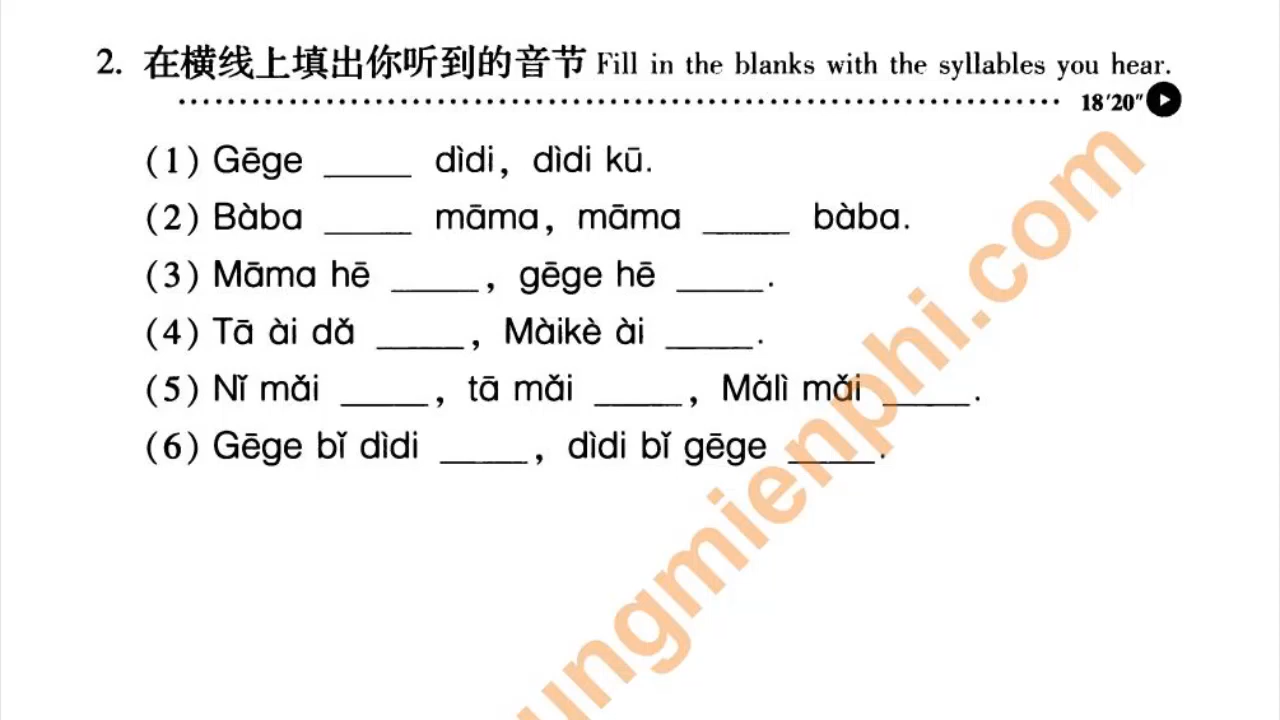 2. 在横线上填出你听到的音节 Fill in the blanks with the syllables you hear.
18'20"
(1) Gēge _____ dìdi, dìdi kū.
(2) Bàba _____ māma, māma _____ bàba.
(3) Māma hē _____, gēge hē _____.
(4) Tā ài dǎ _____, Màikè ài _____.
(5) Nǐ mǎi _____, tā mǎi _____, Mǎlì mǎi _____.
(6) Gēge bǐ dìdi _____, dìdi bǐ gēge _____.
ungmienphi.com